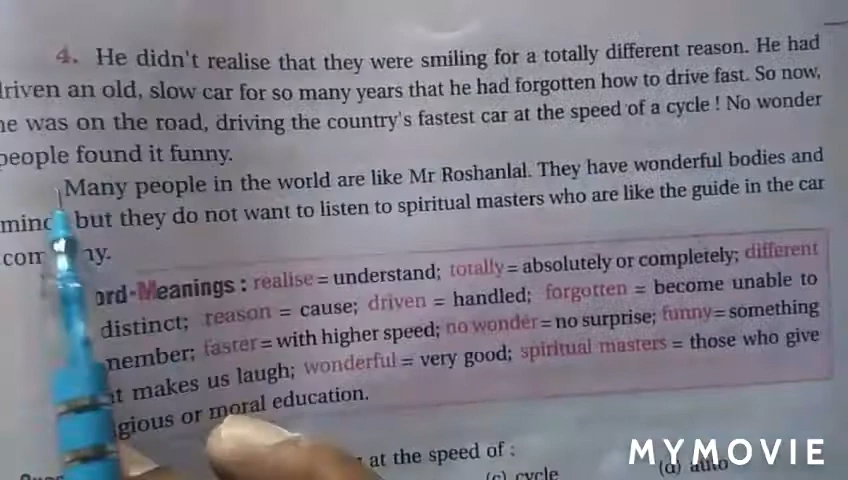 4. He didn't realise that they were smiling for a totally different reason. He had
driven an old, slow car for so many years that he had forgotten how to drive fast. So now,
he was on the road, driving the country's fastest car at the speed of a cycle ! No wonder
people found it funny.
Many people in the world are like Mr Roshanlal. They have wonderful bodies and
but they do not want to listen to spiritual masters who are like the guide in the car
ord-Meanings : realise = understand; totally = absolutely or completely; different
distinct; reason = cause; driven = handled; forgotten = become unable to
nember; faster = with higher speed; no wonder = no surprise; funny = something
at makes us laugh; wonderful = very good; spiritual masters = those who give
gious or moral education.
at the speed of :
(c) cycle (d) auto
MYMOVIE